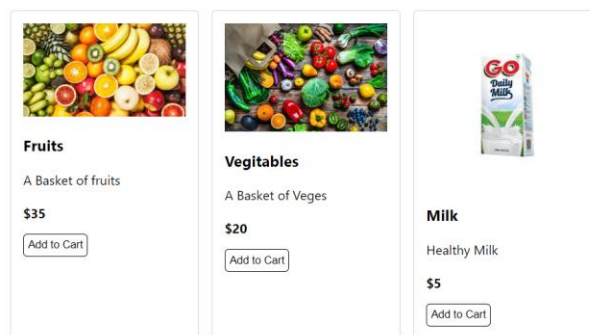 Fruits
A Basket of fruits
$35
Add to Cart
Vegitables
A Basket of Veges
$20
Add to Cart
GO
Daily
Milk
Milk
Healthy Milk
$5
Add to Cart